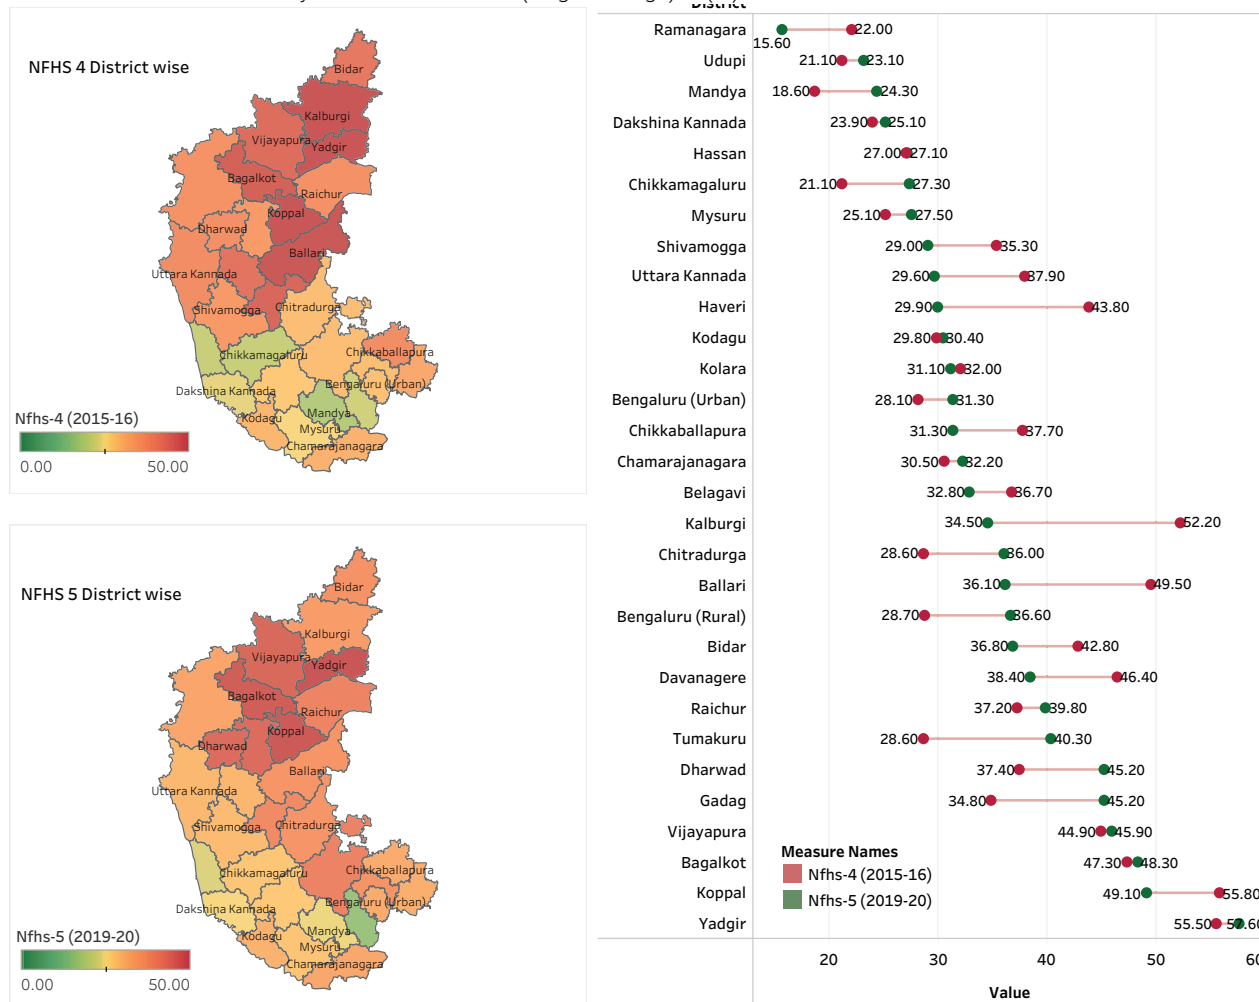 NFHS 4 District wise
Bidar
Kalburgi
Vijayapura
Yadgir
Bagalkot
Raichur
Koppal
Dharwad
Ballari
Uttara Kannada
Shivamogga
Chitradurga
Chikkamagaluru
Chikkaballapura
Dakshina Kannada
Bengaluru (Urban)
Kodagu
Mandya
Mysuru
Chamarajanagara
Nfhs-4 (2015-16)
0.00 50.00
NFHS 5 District wise
Bidar
Kalburgi
Vijayapura
Yadgir
Bagalkot
Raichur
Koppal
Dharwad
Ballari
Uttara Kannada
Shivamogga
Chitradurga
Chikkamagaluru
Chikkaballapura
Dakshina Kannada
Bengaluru (Urban)
Kodagu
Mandya
Mysuru
Chamarajanagara
Nfhs-5 (2019-20)
0.00 50.00
District
Ramanagara 15.60 22.00
Udupi 21.10 23.10
Mandya 18.60 24.30
Dakshina Kannada 23.90 25.10
Hassan 27.00 27.10
Chikkamagaluru 21.10 27.30
Mysuru 25.10 27.50
Shivamogga 29.00 35.30
Uttara Kannada 29.60 37.90
Haveri 29.90 43.80
Kodagu 29.80 30.40
Kolara 31.10 32.00
Bengaluru (Urban) 28.10 31.30
Chikkaballapura 31.30 37.70
Chamarajanagara 30.50 32.20
Belagavi 32.80 36.70
Kalburgi 34.50 52.20
Chitradurga 28.60 36.00
Ballari 36.10 49.50
Bengaluru (Rural) 28.70 36.60
Bidar 36.80 42.80
Davanagere 38.40 46.40
Raichur 37.20 39.80
Tumakuru 28.60 40.30
Dharwad 37.40 45.20
Gadag 34.80 45.20
Vijayapura 44.90 45.90
Bagalkot 47.30 48.30
Koppal 49.10 55.80
Yadgir 55.50 57.60
Measure Names
Nfhs-4 (2015-16)
Nfhs-5 (2019-20)
20 30 40 50 60
Value